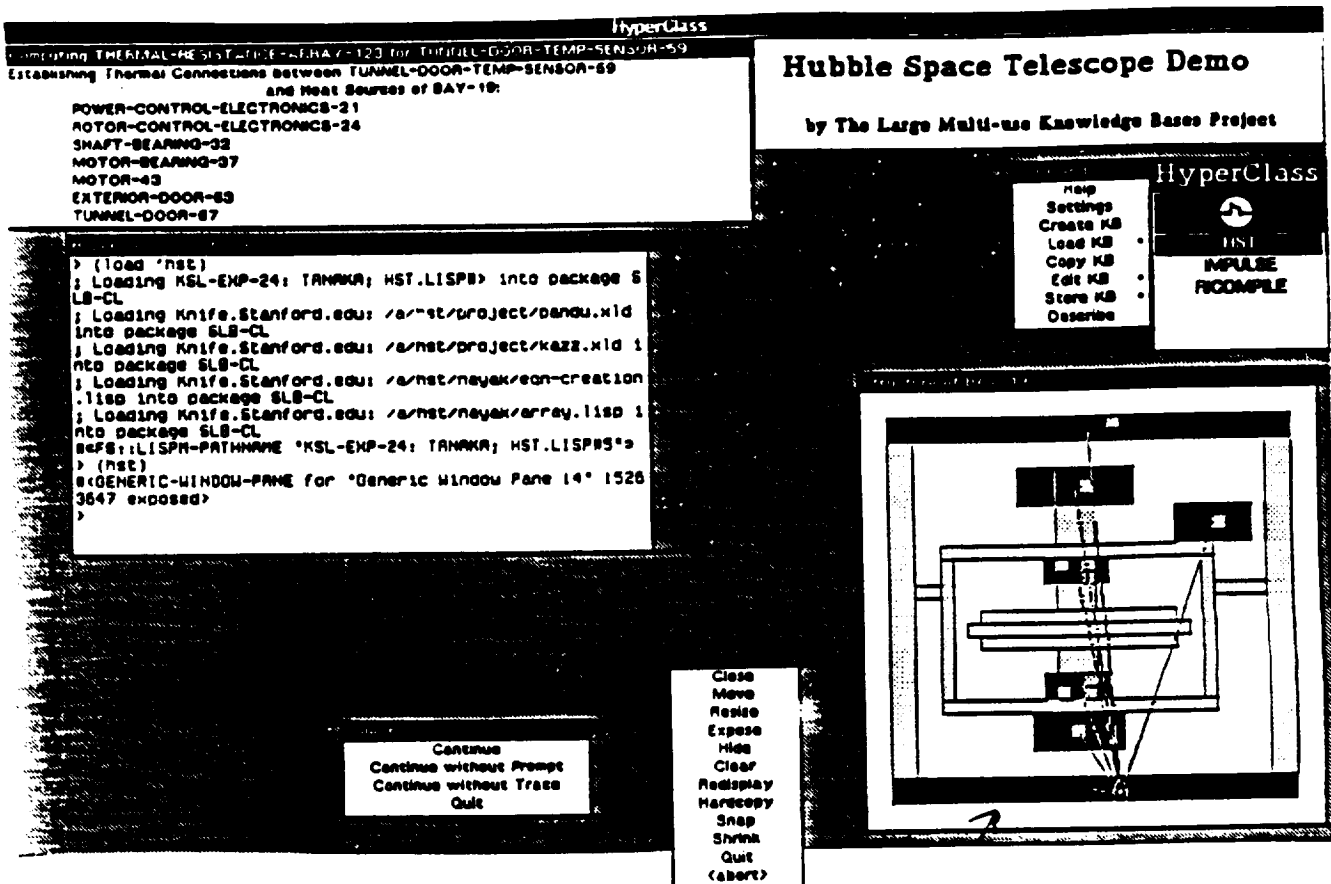 HyperClass
Computing THERMAL-RESISTANCE-ARRAY-123 for TUNNEL-DOOR-TEMP-SENSOR-59
Establishing Thermal Connections between TUNNEL-DOOR-TEMP-SENSOR-69
and Heat Sources of BAY-19:
POWER-CONTROL-ELECTRONICS-21
ROTOR-CONTROL-ELECTRONICS-24
SHAFT-BEARING-32
MOTOR-BEARING-37
MOTOR-43
EXTERIOR-DOOR-63
TUNNEL-DOOR-67
Hubble Space Telescope Demo
by The Large Multi-use Knowledge Bases Project
Help
Settings
Create KB
Load KB
Copy KB
Edit KB
Store KB
Describe
HyperClass
HST
IMPULSE
RICOMPILE
> (load 'hst)
; Loading KSL-EXP-24: TANAKA; HST.LISP#> into package S
LB-CL
; Loading Knife.Stanford.edu: /a/hst/project/pandu.xld
into package SLB-CL
; Loading Knife.Stanford.edu: /a/hst/project/kazz.xld i
nto package SLB-CL
; Loading Knife.Stanford.edu: /a/hst/nayak/eqn-creation
.lisp into package SLB-CL
; Loading Knife.Stanford.edu: /a/hst/nayak/array.lisp i
nto package SLB-CL
#<FS::LISPM-PATHNAME "KSL-EXP-24: TANAKA; HST.LISP#5">
> (hst)
#<GENERIC-WINDOW-PANE for "Generic Window Pane 14" 1526
3647 exposed>
>
Continue
Continue without Prompt
Continue without Trace
Quit
Close
Move
Resize
Expose
Hide
Clear
Redisplay
Hardcopy
Snap
Shrink
Quit
<abort>